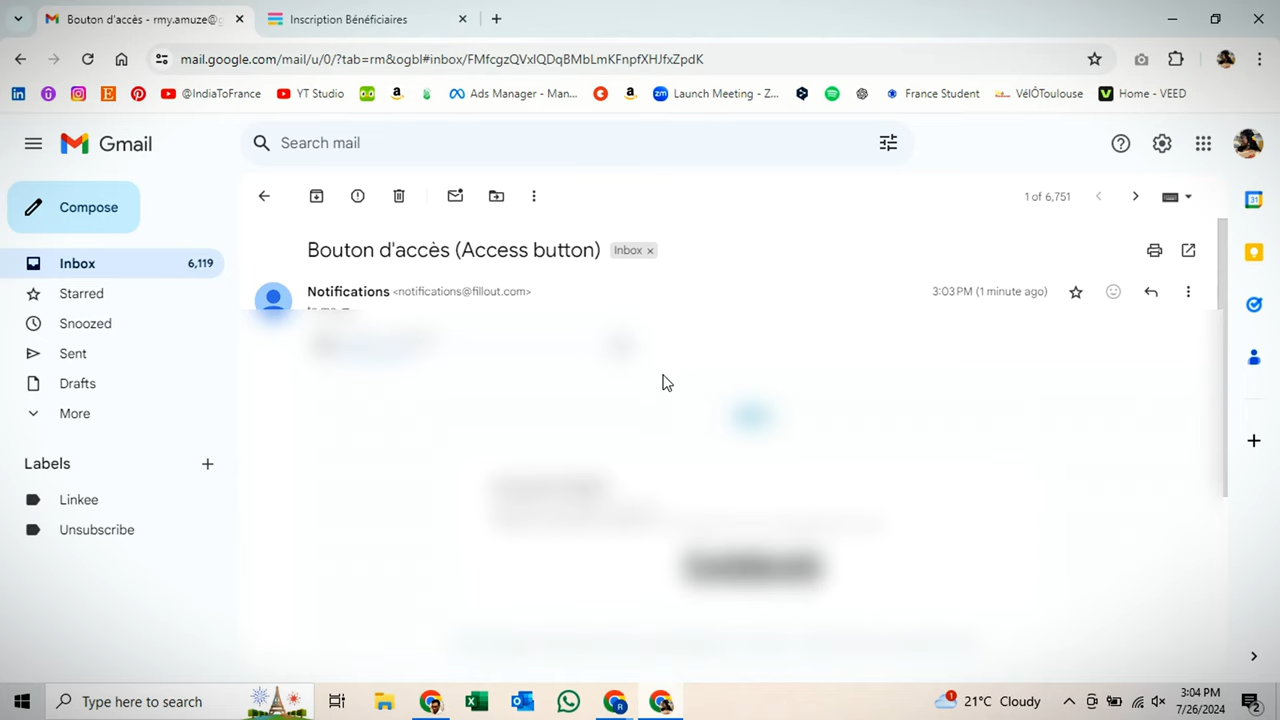 Bouton d'accès - rmy.amuze@g
Inscription Bénéficiaires
mail.google.com/mail/u/0/?tab=rm&ogbl#inbox/FMfcgzQVxlQDqBMbLmKFnpfXHJfxZpdK
@IndiaToFrance
YT Studio
Ads Manager - Man...
Launch Meeting - Z...
France Student
VélÔToulouse
Home - VEED
Gmail
Search mail
Compose
1 of 6,751
Bouton d'accès (Access button)
Inbox ×
Inbox 6,119
Notifications <notifications@fillout.com>
3:03 PM (1 minute ago)
Starred
Snoozed
Sent
Drafts
More
Labels
Linkee
Unsubscribe
31
Type here to search
1
21°C Cloudy
3:04 PM
7/26/2024
2